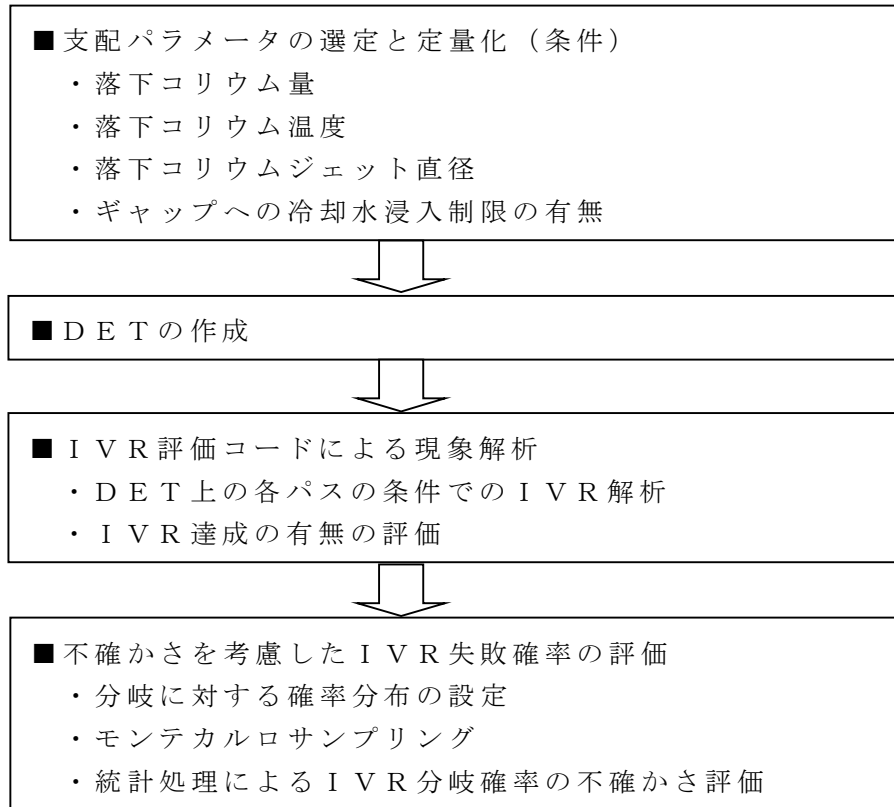 ■支配パラメータの選定と定量化(条件)
・落下コリウム量
・落下コリウム温度
・落下コリウムジェット直径
・ギャップへの冷却水浸入制限の有無
■DETの作成
■IVR評価コードによる現象解析
・DET上の各パスの条件でのIVR解析
・IVR達成の有無の評価
■不確かさを考慮したIVR失敗確率の評価
・分岐に対する確率分布の設定
・モンテカルロサンプリング
・統計処理によるIVR分岐確率の不確かさ評価